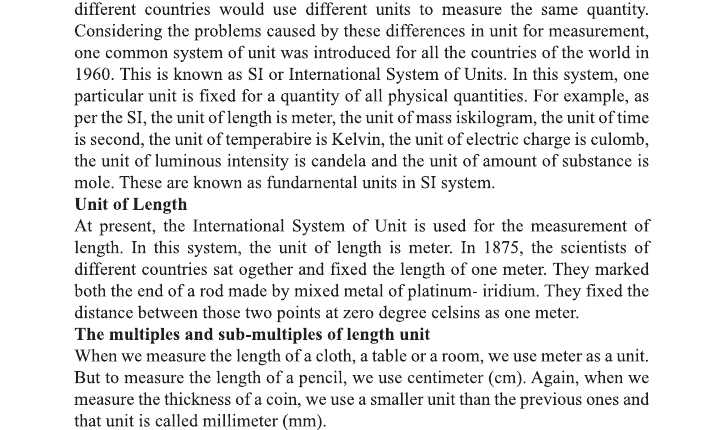 different countries would use different units to measure the same quantity.
Considering the problems caused by these differences in unit for measurement,
one common system of unit was introduced for all the countries of the world in
1960. This is known as SI or International System of Units. In this system, one
particular unit is fixed for a quantity of all physical quantities. For example, as
per the SI, the unit of length is meter, the unit of mass iskilogram, the unit of time
is second, the unit of temperabire is Kelvin, the unit of electric charge is culomb,
the unit of luminous intensity is candela and the unit of amount of substance is
mole. These are known as fundarnental units in SI system.
Unit of Length
At present, the International System of Unit is used for the measurement of
length. In this system, the unit of length is meter. In 1875, the scientists of
different countries sat ogether and fixed the length of one meter. They marked
both the end of a rod made by mixed metal of platinum- iridium. They fixed the
distance between those two points at zero degree celsins as one meter.
The multiples and sub-multiples of length unit
When we measure the length of a cloth, a table or a room, we use meter as a unit.
But to measure the length of a pencil, we use centimeter (cm). Again, when we
measure the thickness of a coin, we use a smaller unit than the previous ones and
that unit is called millimeter (mm).